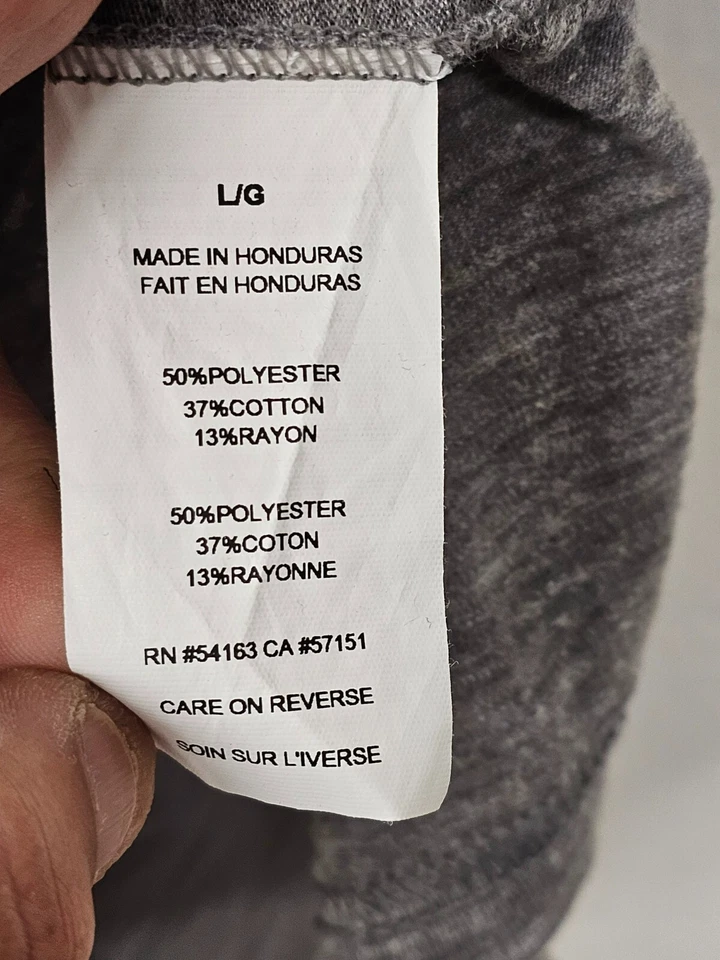 L/G
MADE IN HONDURAS
FAIT EN HONDURAS
50%POLYESTER
37%COTTON
13%RAYON
50%POLYESTER
37%COTON
13%RAYONNE
RN #54163 CA #57151
CARE ON REVERSE
SOIN SUR L'IVERSE